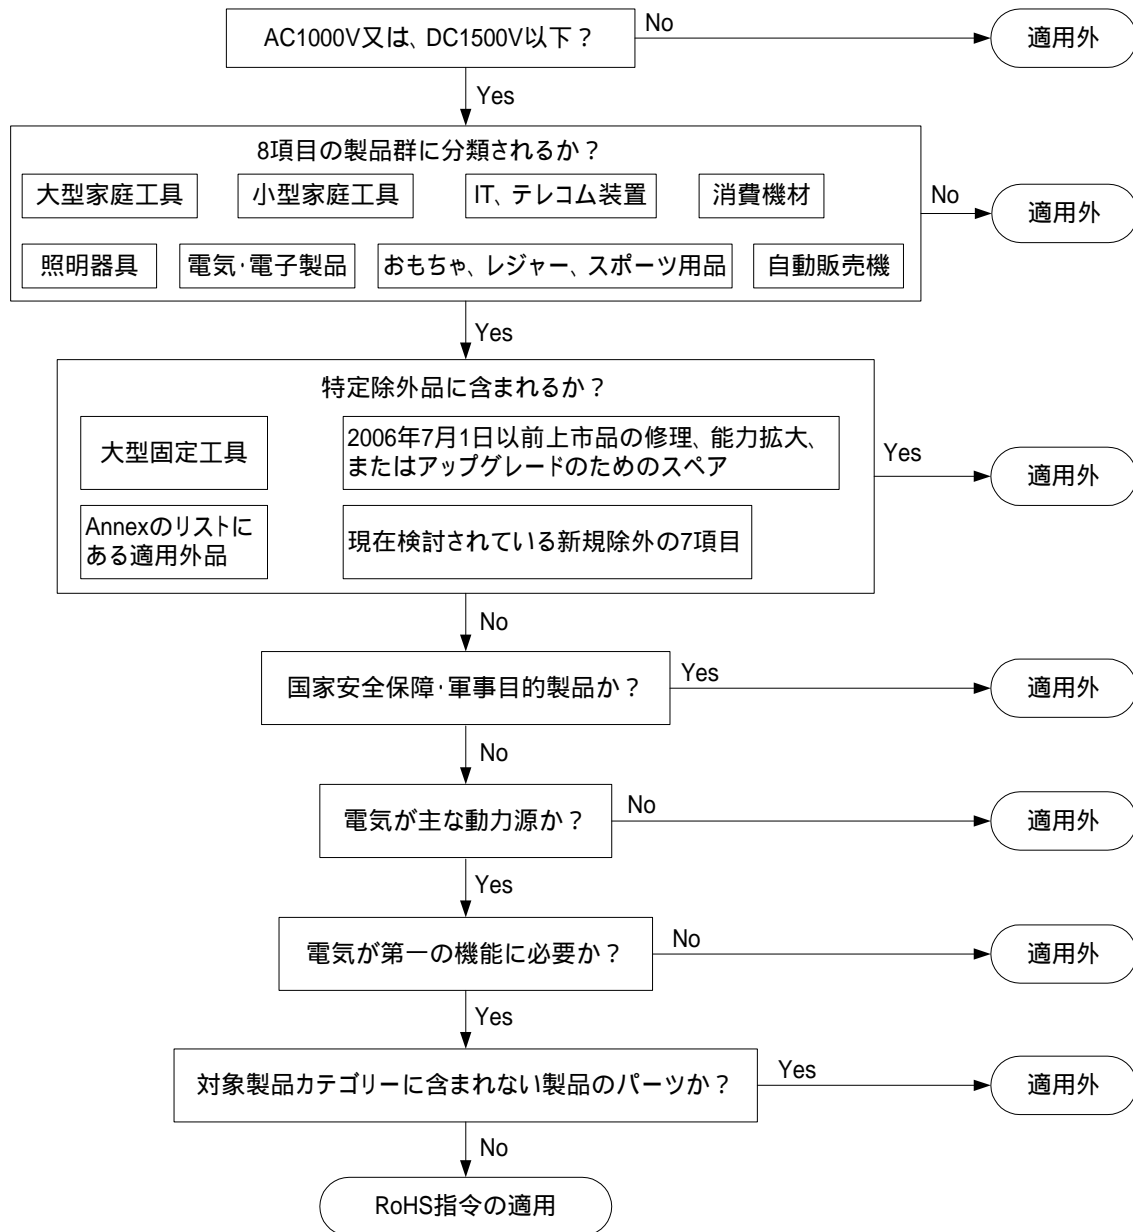 AC1000V又は、DC1500V以下？
No
適用外
Yes
8項目の製品群に分類されるか？
大型家庭工具
小型家庭工具
IT、テレコム装置
消費機材
No
適用外
照明器具
電気・電子製品
おもちゃ、レジャー、スポーツ用品
自動販売機
Yes
特定除外品に含まれるか？
大型固定工具
2006年7月1日以前上市品の修理、能力拡大、
またはアップグレードのためのスペア
Yes
適用外
Annexのリストに
ある適用外品
現在検討されている新規除外の7項目
No
国家安全保障・軍事目的製品か？
Yes
適用外
No
電気が主な動力源か？
No
適用外
Yes
電気が第一の機能に必要か？
No
適用外
Yes
対象製品カテゴリーに含まれない製品のパーツか？
Yes
適用外
No
RoHS指令の適用